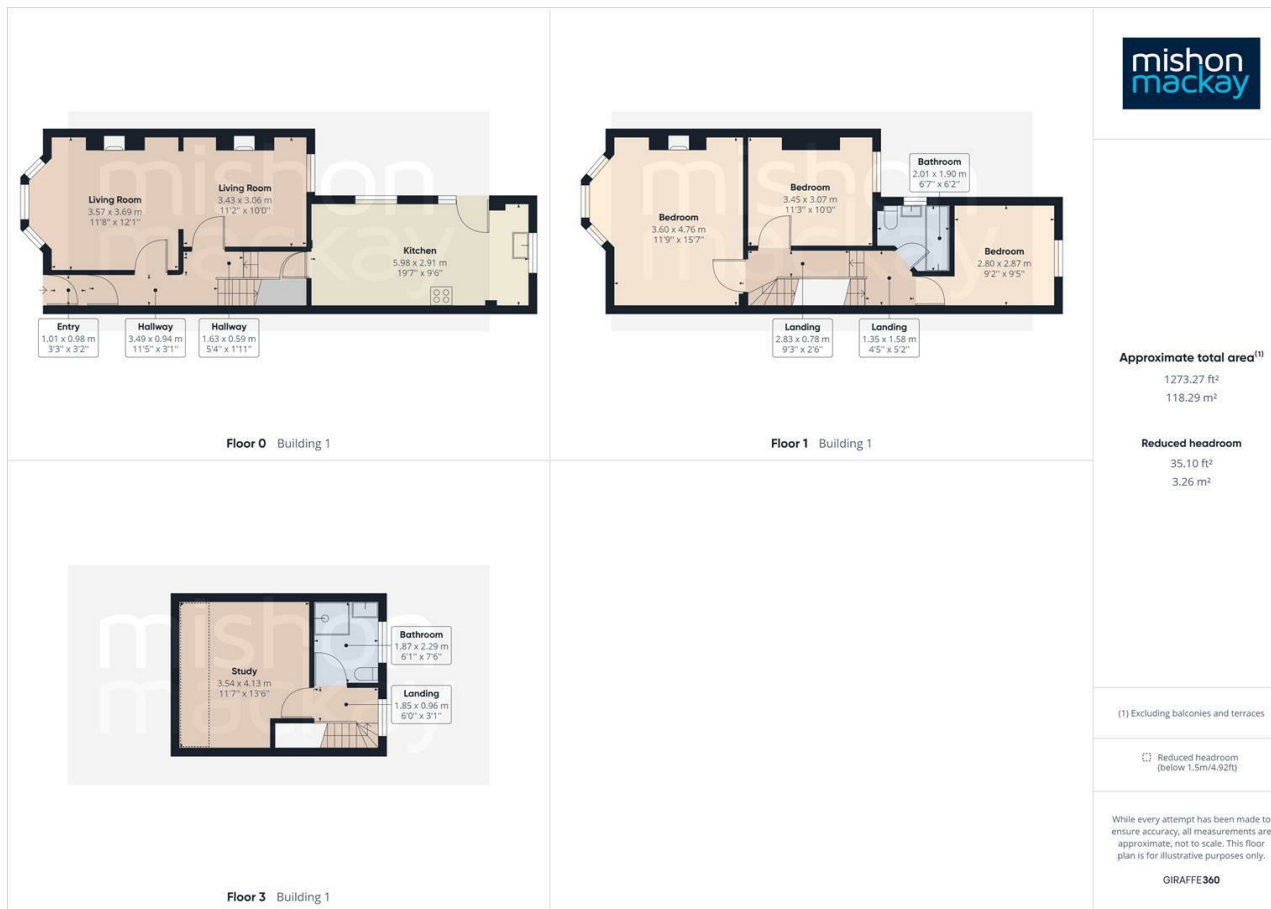 mishon
mackay
Living Room
3.57 x 3.69 m
11'8" x 12'1"
Living Room
3.43 x 3.06 m
11'2" x 10'0"
Kitchen
5.98 x 2.91 m
19'7" x 9'6"
Entry
1.01 x 0.98 m
3'3" x 3'2"
Hallway
3.49 x 0.94 m
11'5" x 3'1"
Hallway
1.63 x 0.59 m
5'4" x 1'11"
Floor 0 Building 1
mishon
mackay
Bedroom
3.60 x 4.76 m
11'9" x 15'7"
Bedroom
3.45 x 3.07 m
11'3" x 10'0"
Bathroom
2.01 x 1.90 m
6'7" x 6'2"
Bedroom
2.80 x 2.87 m
9'2" x 9'5"
Landing
2.83 x 0.78 m
9'3" x 2'6"
Landing
1.35 x 1.58 m
4'5" x 5'2"
Floor 1 Building 1
mishon
mackay
Study
3.54 x 4.13 m
11'7" x 13'6"
Bathroom
1.87 x 2.29 m
6'1" x 7'6"
Landing
1.85 x 0.96 m
6'0" x 3'1"
Floor 3 Building 1
mishon
mackay
Approximate total area(1)
1273.27 ft²
118.29 m²
Reduced headroom
35.10 ft²
3.26 m²
(1) Excluding balconies and terraces
Reduced headroom
(below 1.5m/4.92ft)
While every attempt has been made to
ensure accuracy, all measurements are
approximate, not to scale. This floor
plan is for illustrative purposes only.
GIRAFFE360